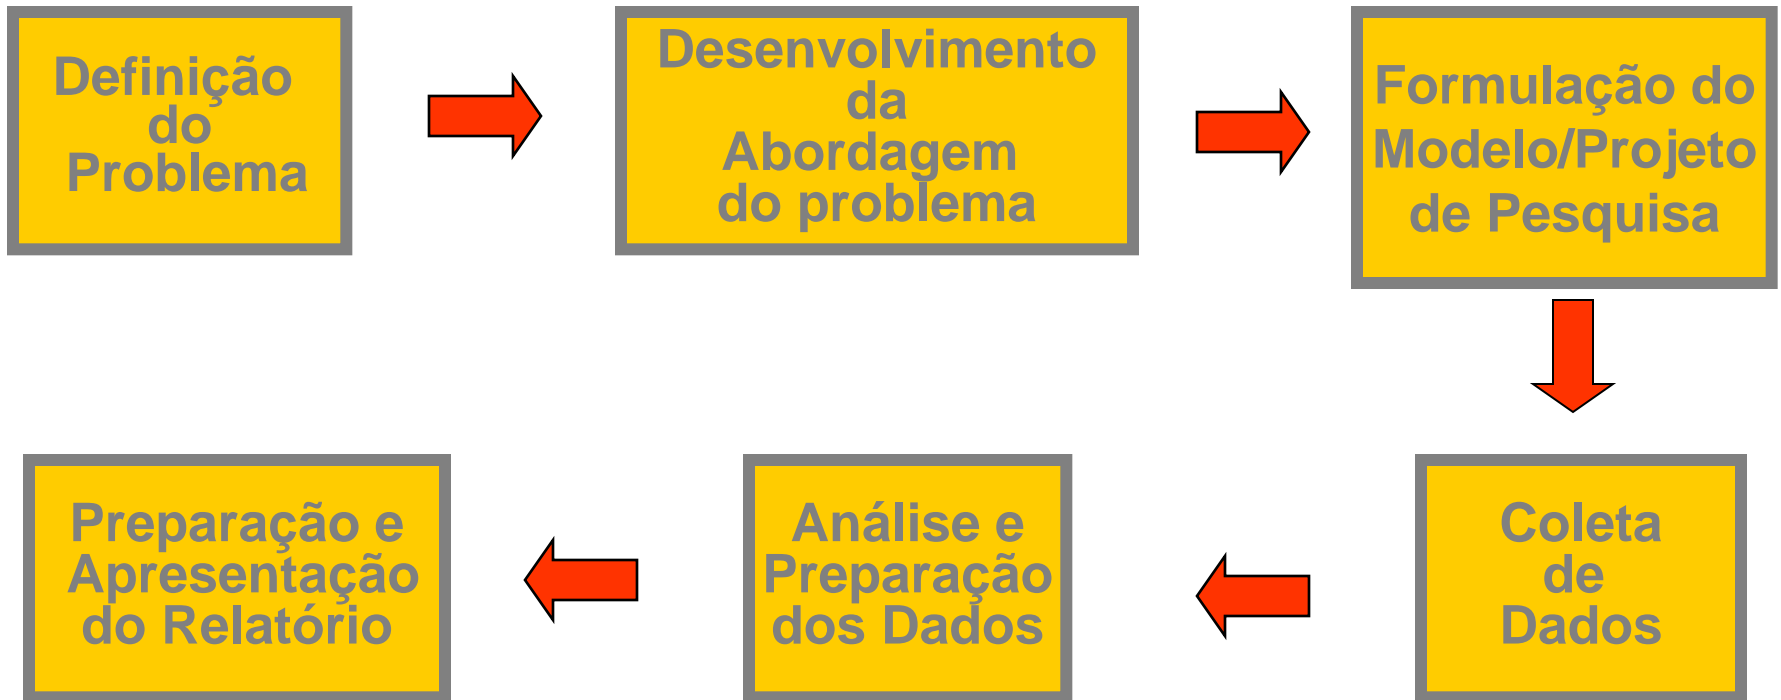 Definição
do
Problema
Desenvolvimento
da
Abordagem
do problema
Formulação do
Modelo/Projeto
de Pesquisa
Coleta
de
Dados
Análise e
Preparação
dos Dados
Preparação e
Apresentação
do Relatório